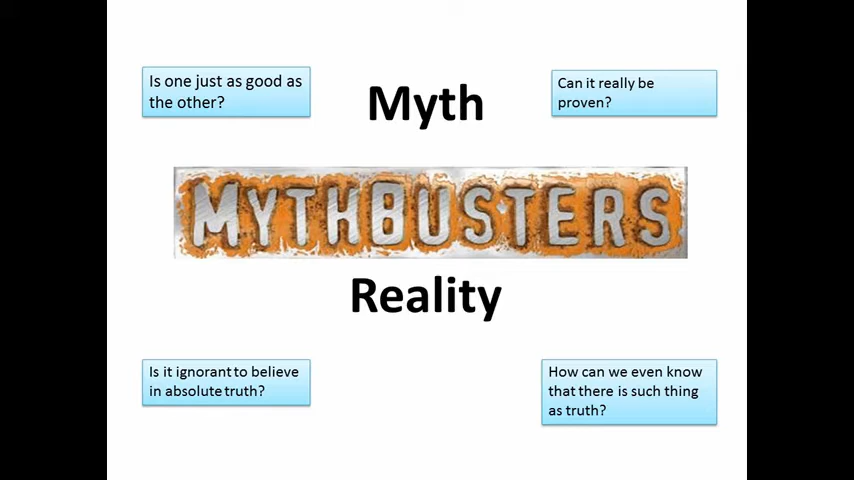 Is one just as good as
the other?
Myth
Can it really be
proven?
MYTHBUSTERS
Reality
Is it ignorant to believe
in absolute truth?
How can we even know
that there is such thing
as truth?